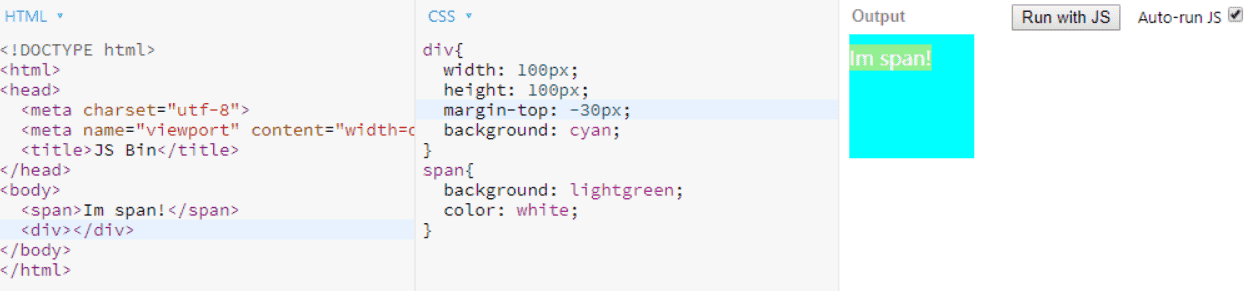 HTML
<!DOCTYPE html>
<html>
<head>
<meta charset="utf-8">
<meta name="viewport" content="width=d
<title>JS Bin</title>
</head>
<body>
<span>Im span!</span>
<div></div>
</body>
</html>
CSS
div{
width: 100px;
height: 100px;
margin-top: -30px;
background: cyan;
}
span{
background: lightgreen;
color: white;
}
Output
Run with JS
Auto-run JS
Im span!